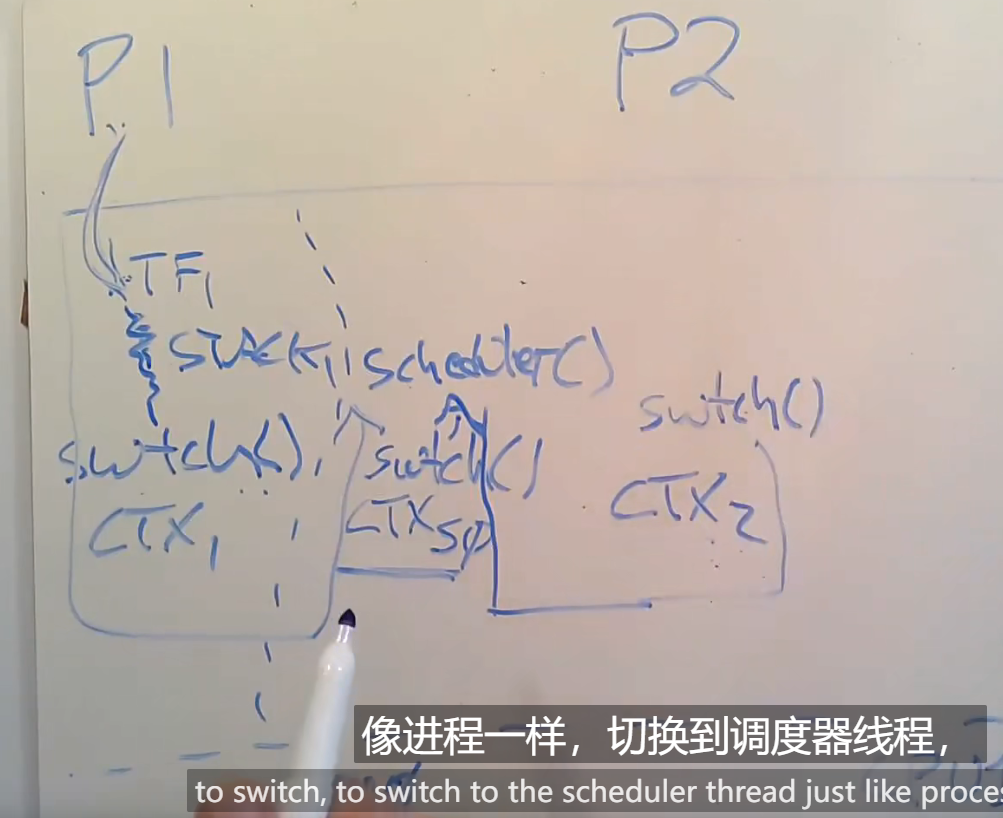 P1 P2
TF1
STACK1 scheduler()
switch()
switch() switch()
CTX1 CTX
CTX2
像进程一样，切换到调度器线程，
to switch, to switch to the scheduler thread just like proces